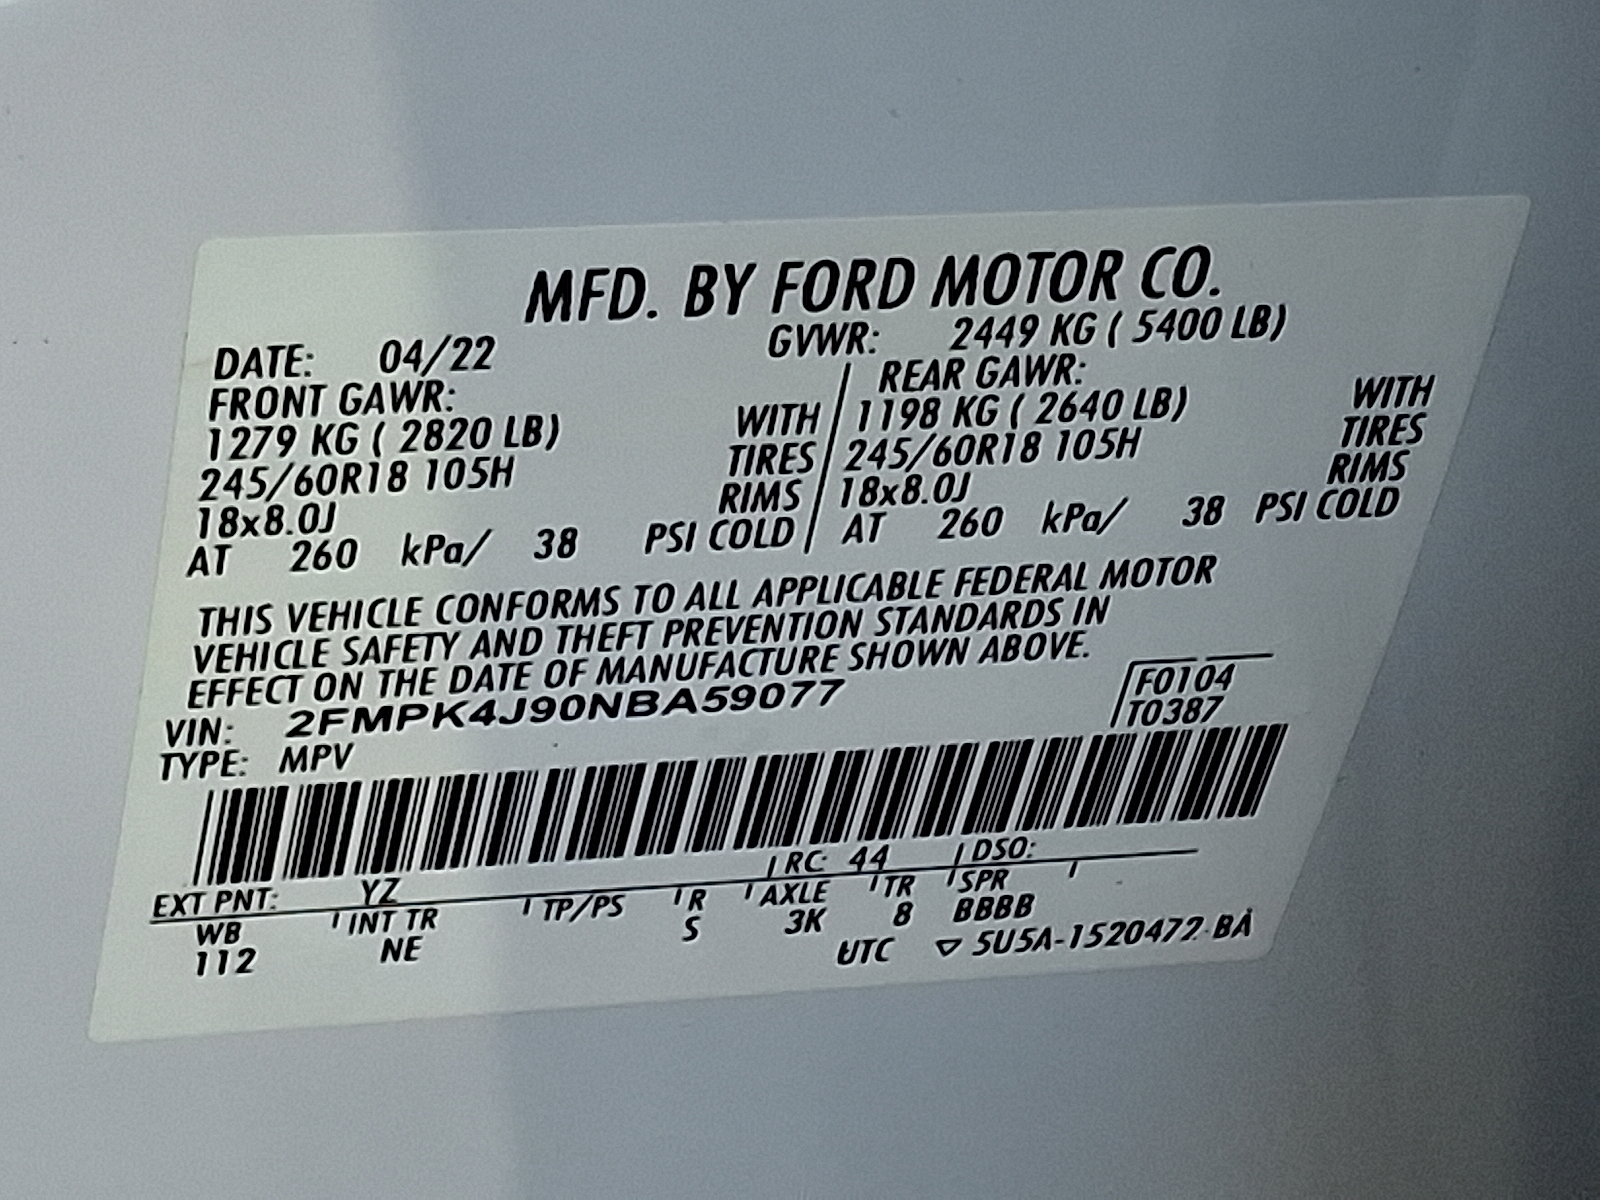 MFD. BY FORD MOTOR CO.
DATE: 04/22 GVWR: 2449 KG ( 5400 LB)
FRONT GAWR: REAR GAWR:
1279 KG ( 2820 LB) WITH 1198 KG ( 2640 LB) WITH
245/60R18 105H TIRES 245/60R18 105H TIRES
18x8.0J RIMS 18x8.0J RIMS
AT 260 kPa/ 38 PSI COLD AT 260 kPa/ 38 PSI COLD
THIS VEHICLE CONFORMS TO ALL APPLICABLE FEDERAL MOTOR
VEHICLE SAFETY AND THEFT PREVENTION STANDARDS IN
EFFECT ON THE DATE OF MANUFACTURE SHOWN ABOVE.
VIN: 2FMPK4J90NBA59077 F0104
TYPE: MPV T0387
EXT PNT: YZ RC: 44 DSO:
WB INT TR TP/PS R AXLE TR SPR
112 NE S 3K 8 BBBB
UTC ▽ 5U5A-1520472-BA